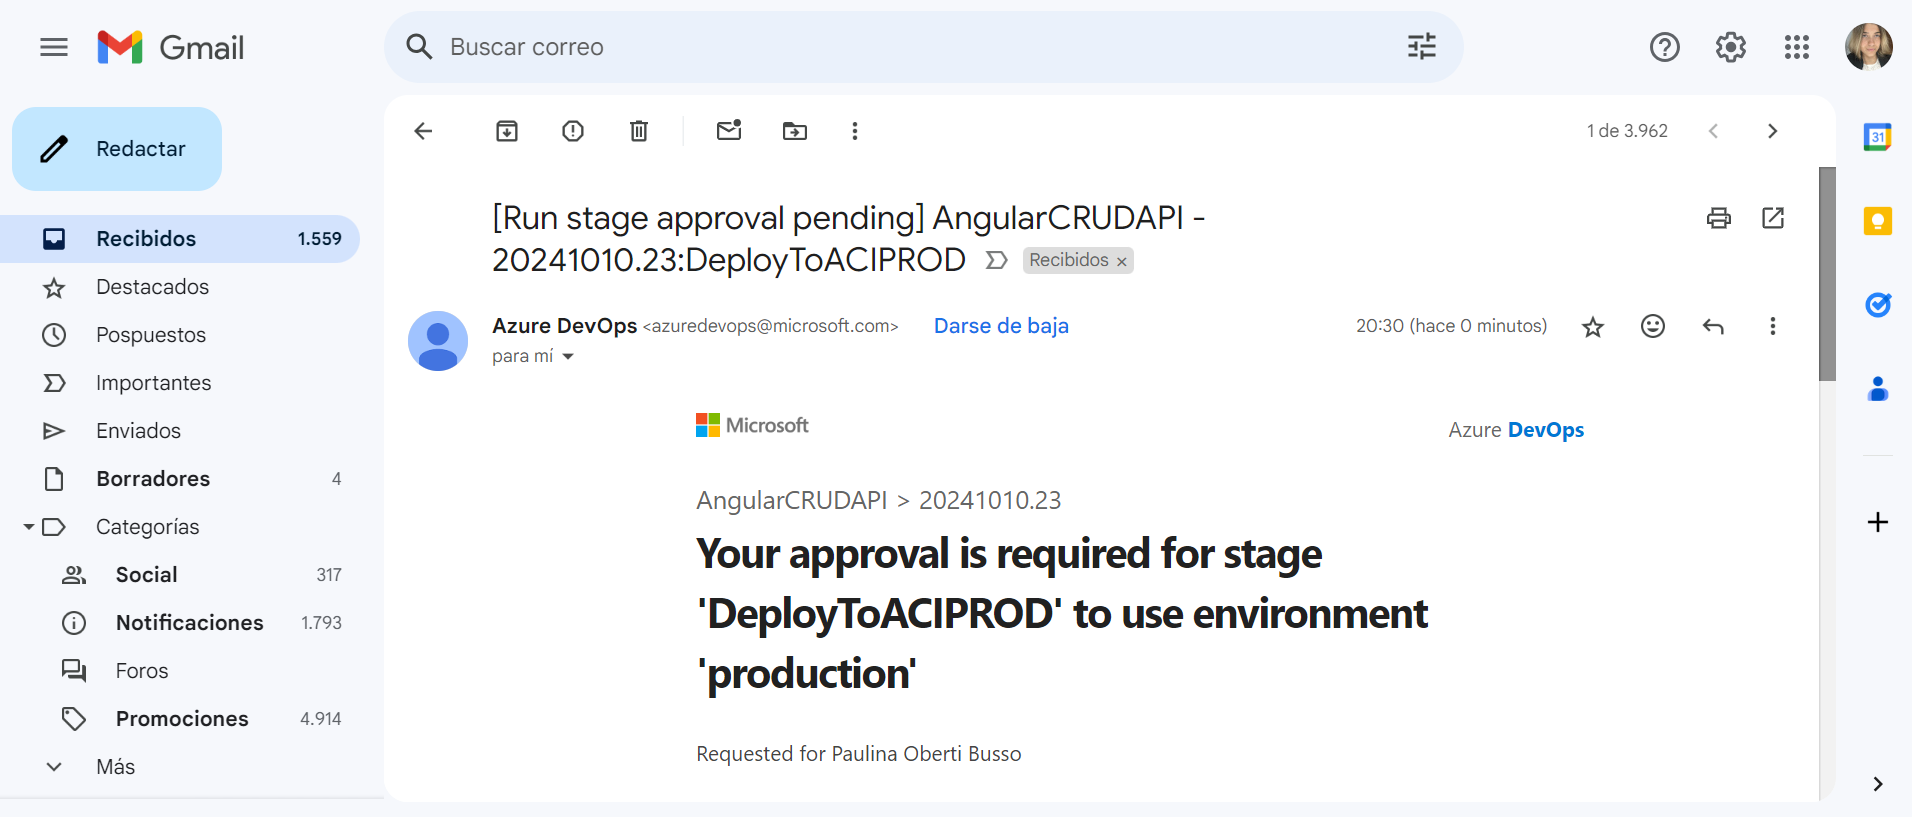 Gmail
Buscar correo
Redactar
Recibidos 1.559
Destacados
Pospuestos
Importantes
Enviados
Borradores 4
Categorías
Social 317
Notificaciones 1.793
Foros
Promociones 4.914
Más
1 de 3.962
[Run stage approval pending] AngularCRUDAPI -
20241010.23:DeployToACIPROD Recibidos ×
Azure DevOps <azuredevops@microsoft.com> Darse de baja 20:30 (hace 0 minutos)
para mí
Microsoft Azure DevOps
AngularCRUDAPI > 20241010.23
Your approval is required for stage
'DeployToACIPROD' to use environment
'production'
Requested for Paulina Oberti Busso
31